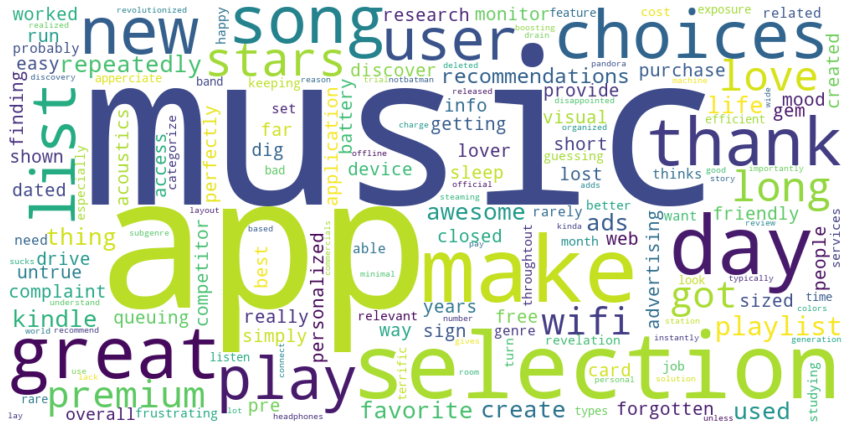 revolutionized
realized
worked
run
probably
easy
repeatedly
discovery
finding
shown
dated
list
new
appreciate
happy
band
keeping
stars
song
research
monitor
feature
boosting
drain
trial
notbatman
deleted
pandora
discover
recommendations
user
choices
cost
exposure
related
purchase
provide
love
life
mood
gem
wide
machine
efficient
created
especially
acoustics
access
categorize
perfectly
set
far
dig
bad
reason
application
battery
info
getting
released
disappointed
visual
short
guessing
organized
music
thank
lover
charge
offline
device
sleep
lost
thinks
good
story
importantly
long
official
adds
steaming
awesome
rarely
better
ads
want
friendly
review
need
thing
layout
subgenre
based
commercials
able
closed
kinda
web
month
pay
drive
untrue
complaint
sucks
understand
competitor
best
minimal
app
make
throughtout
advertising
day
people
services
look
typically
time
colors
kindle
queuing
really
simply
personalized
relevant
years
way
sign
number
free
genre
wifi
got
sized
playlist
station
instantly
generation
world
recommend
great
listen
connect
terrific
gives
turn
revelation
room
card
personal
job
solution
selection
studying
use
lack
rare
premium
play
pre
lay
overall
frustrating
lot
headphones
favorite
create
types
forgotten
unless
used